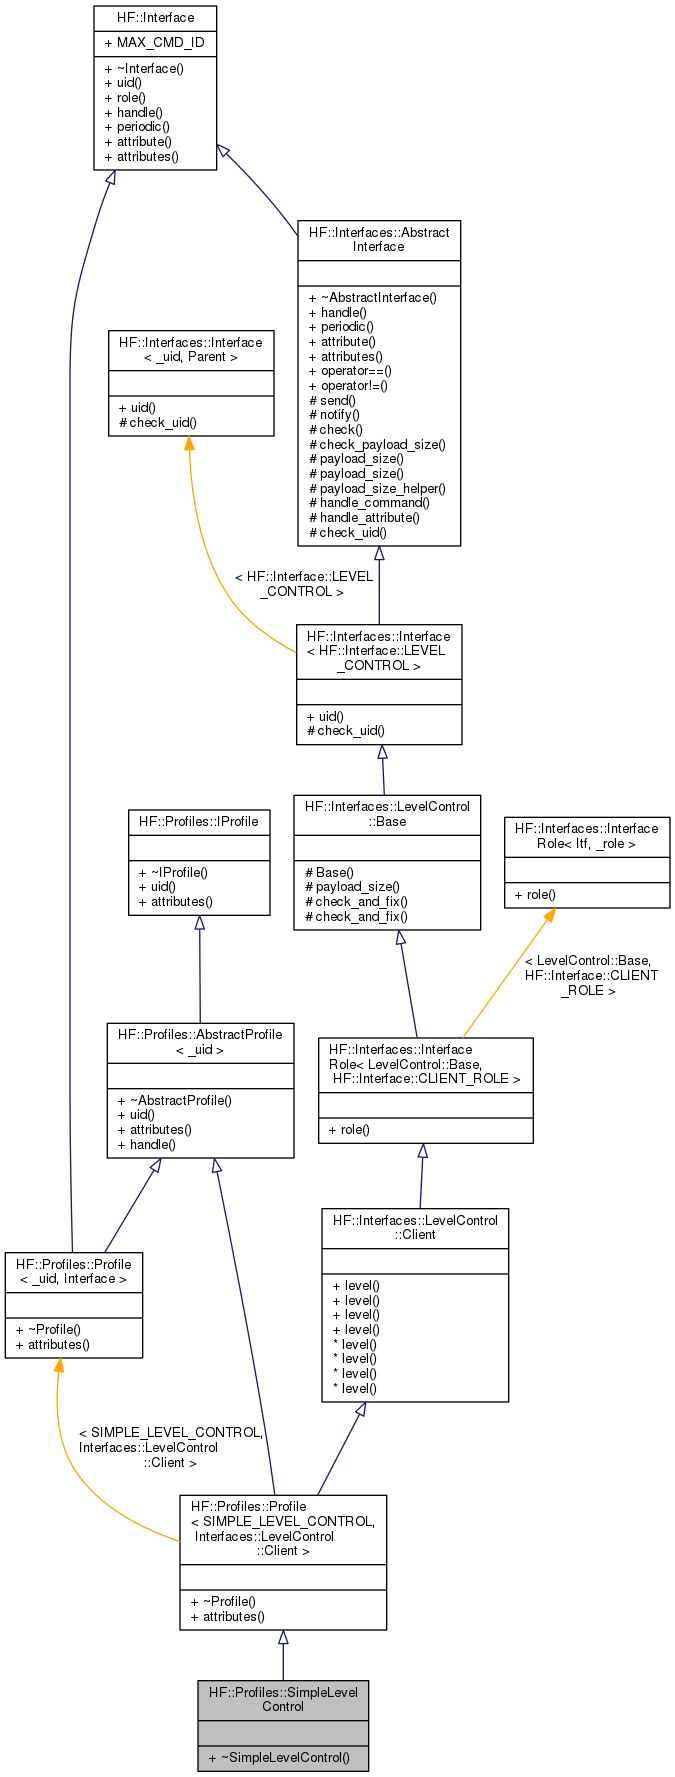 HF::Interface
+ MAX_CMD_ID
+ ~Interface()
+ uid()
+ role()
+ handle()
+ periodic()
+ attribute()
+ attributes()
HF::Interfaces::Abstract
Interface
+ ~AbstractInterface()
+ handle()
+ periodic()
+ attribute()
+ attributes()
+ operator==()
+ operator!=()
# send()
# notify()
# check()
# check_payload_size()
# payload_size()
# payload_size()
# payload_size_helper()
# handle_command()
# handle_attribute()
# check_uid()
HF::Interfaces::Interface
< _uid, Parent >
+ uid()
# check_uid()
< HF::Interface::LEVEL
_CONTROL >
HF::Interfaces::Interface
< HF::Interface::LEVEL
_CONTROL >
+ uid()
# check_uid()
HF::Interfaces::LevelControl
::Base
# Base()
# payload_size()
# check_and_fix()
# check_and_fix()
HF::Profiles::IProfile
+ ~IProfile()
+ uid()
+ attributes()
HF::Interfaces::Interface
Role< Itf, _role >
+ role()
< LevelControl::Base,
HF::Interface::CLIENT
_ROLE >
HF::Profiles::AbstractProfile
< _uid >
+ ~AbstractProfile()
+ uid()
+ attributes()
+ handle()
HF::Interfaces::Interface
Role< LevelControl::Base,
HF::Interface::CLIENT_ROLE >
+ role()
HF::Interfaces::LevelControl
::Client
+ level()
+ level()
+ level()
+ level()
* level()
* level()
* level()
* level()
HF::Profiles::Profile
< _uid, Interface >
+ ~Profile()
+ attributes()
< SIMPLE_LEVEL_CONTROL,
Interfaces::LevelControl
::Client >
HF::Profiles::Profile
< SIMPLE_LEVEL_CONTROL,
Interfaces::LevelControl
::Client >
+ ~Profile()
+ attributes()
HF::Profiles::SimpleLevel
Control
+ ~SimpleLevelControl()